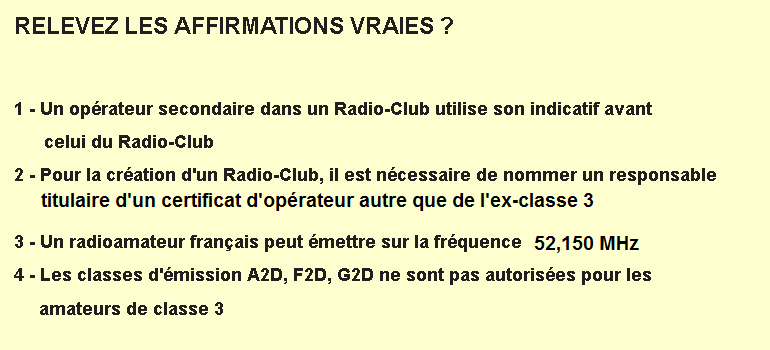 RELEVEZ LES AFFIRMATIONS VRAIES ?
1 - Un opérateur secondaire dans un Radio-Club utilise son indicatif avant
celui du Radio-Club
2 - Pour la création d'un Radio-Club, il est nécessaire de nommer un responsable
titulaire d'un certificat d'opérateur autre que de l'ex-classe 3
3 - Un radioamateur français peut émettre sur la fréquence 52,150 MHz
4 - Les classes d'émission A2D, F2D, G2D ne sont pas autorisées pour les
amateurs de classe 3